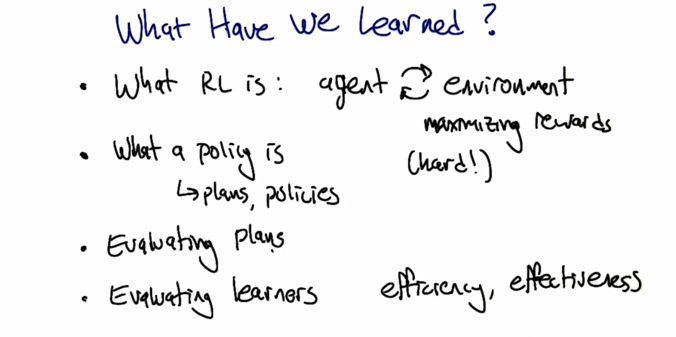 What Have We Learned?
• What RL is: agent ⇄ environment
maximizing rewards
(hard!)
• What a policy is
↳ plans, policies
• Evaluating plans
• Evaluating learners efficiency, effectiveness